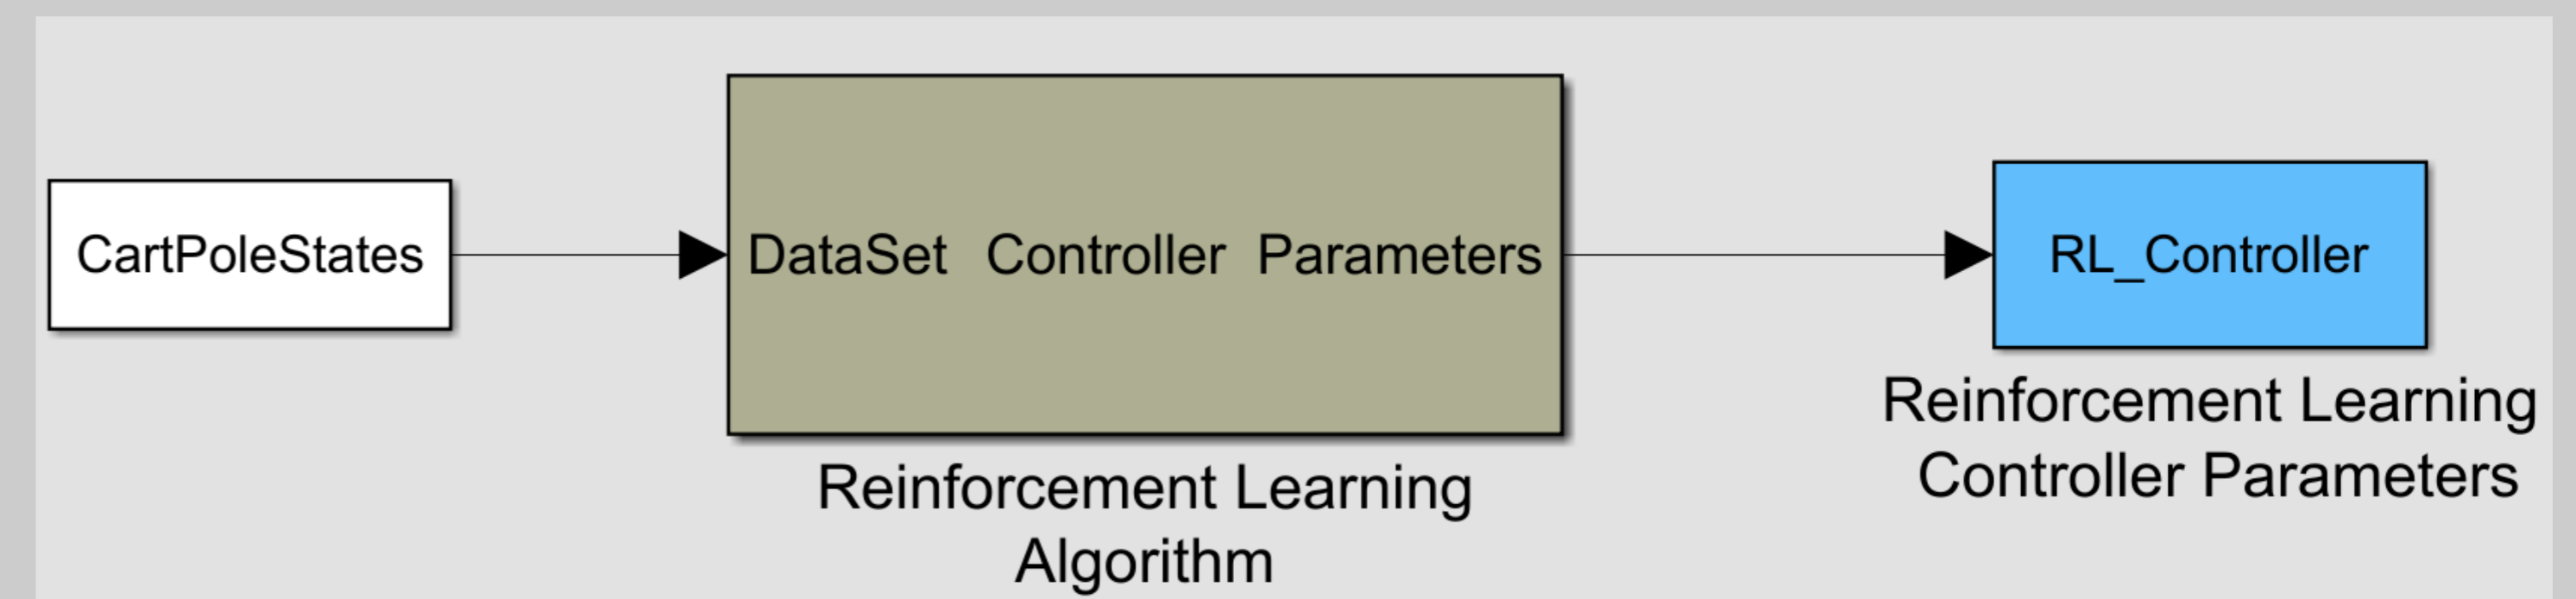 CartPoleStates
DataSet Controller Parameters
RL_Controller
Reinforcement Learning
Algorithm
Reinforcement Learning
Controller Parameters